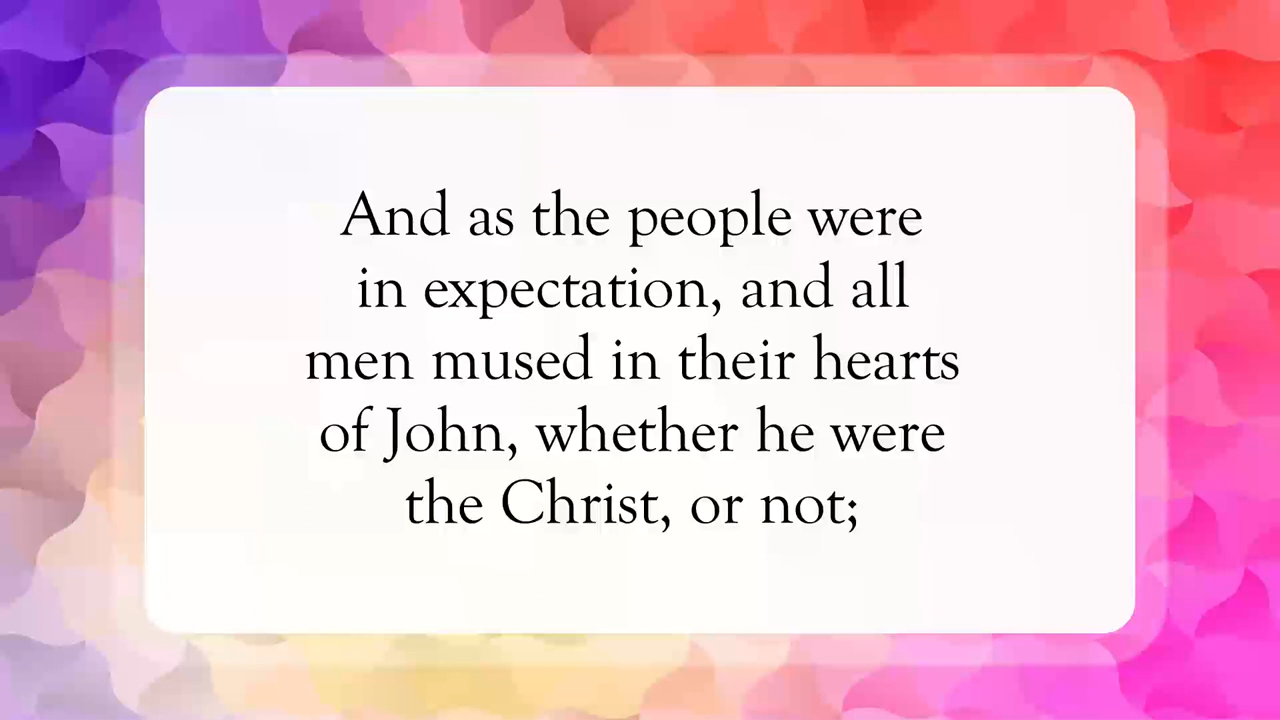 And as the people were
in expectation, and all
men mused in their hearts
of John, whether he were
the Christ, or not;